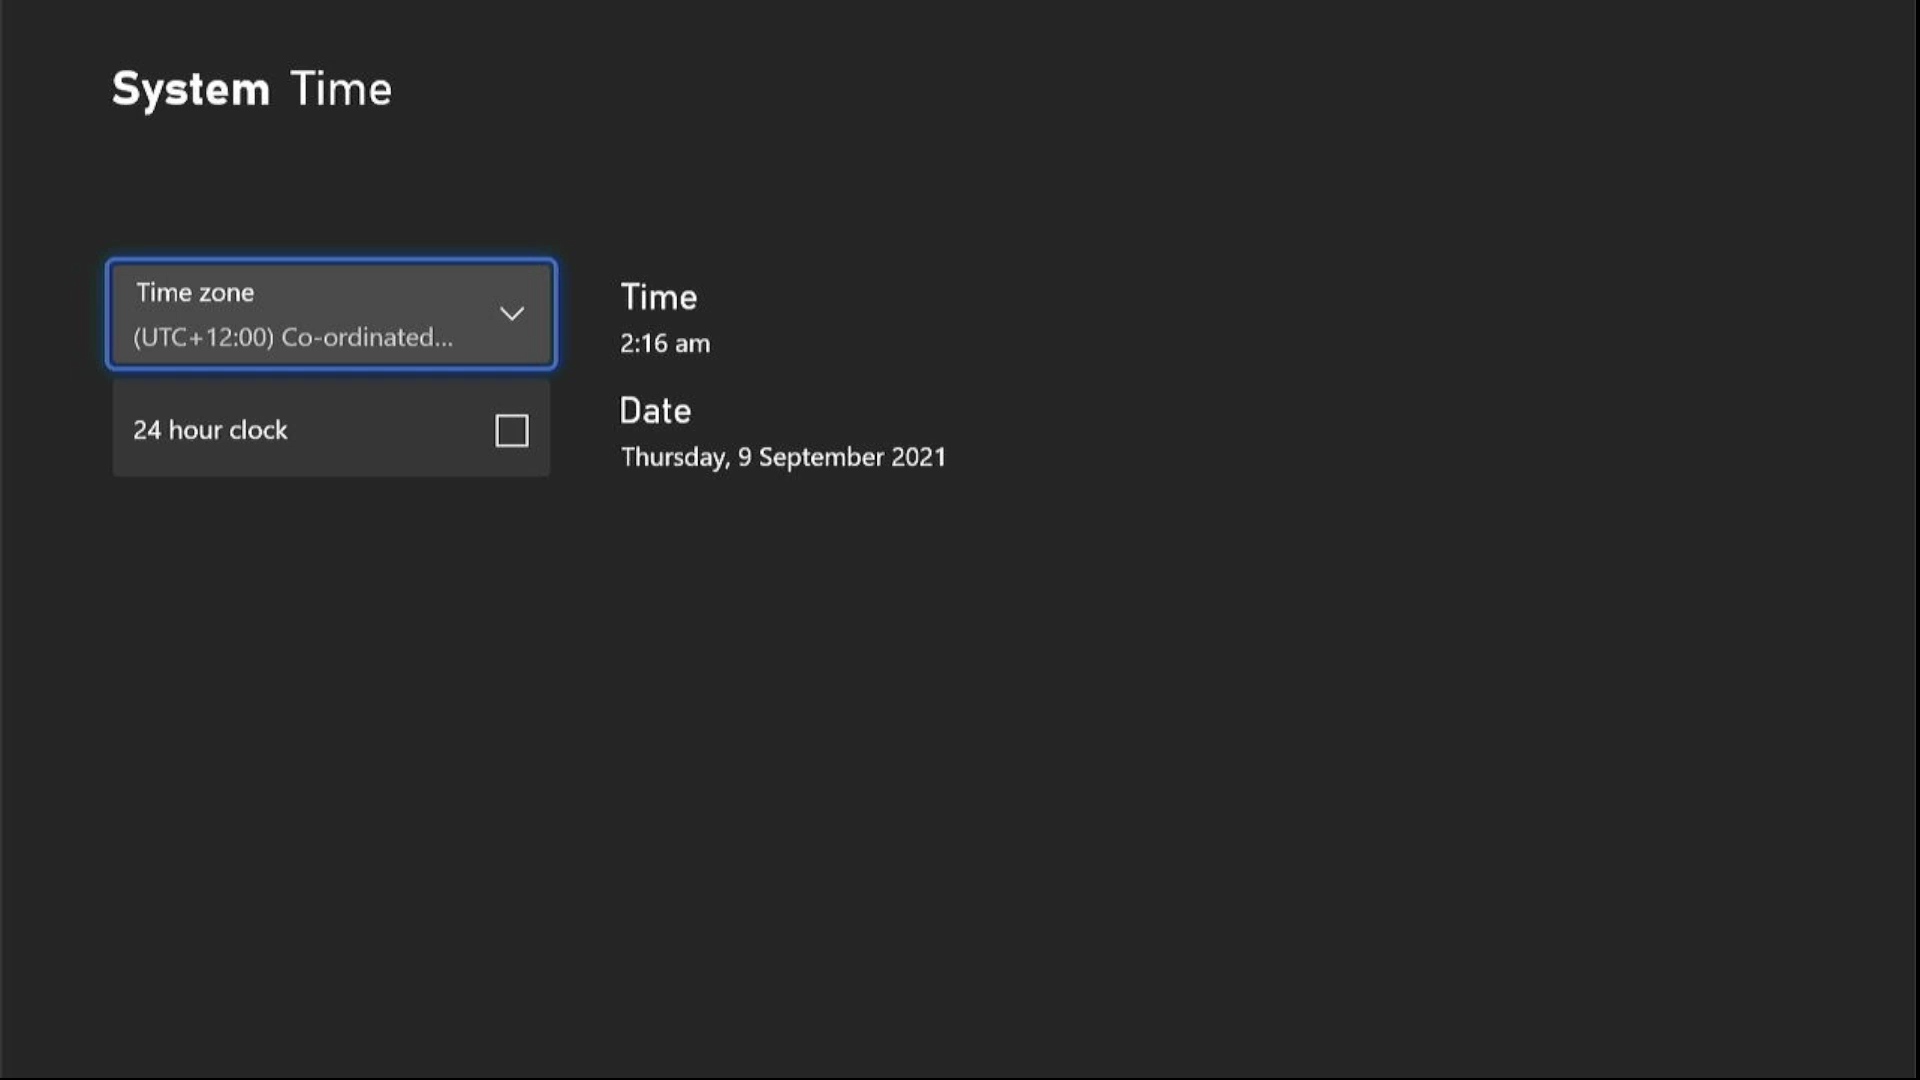 System Time
Time zone
(UTC+12:00) Co-ordinated...
24 hour clock
Time
2:16 am
Date
Thursday, 9 September 2021